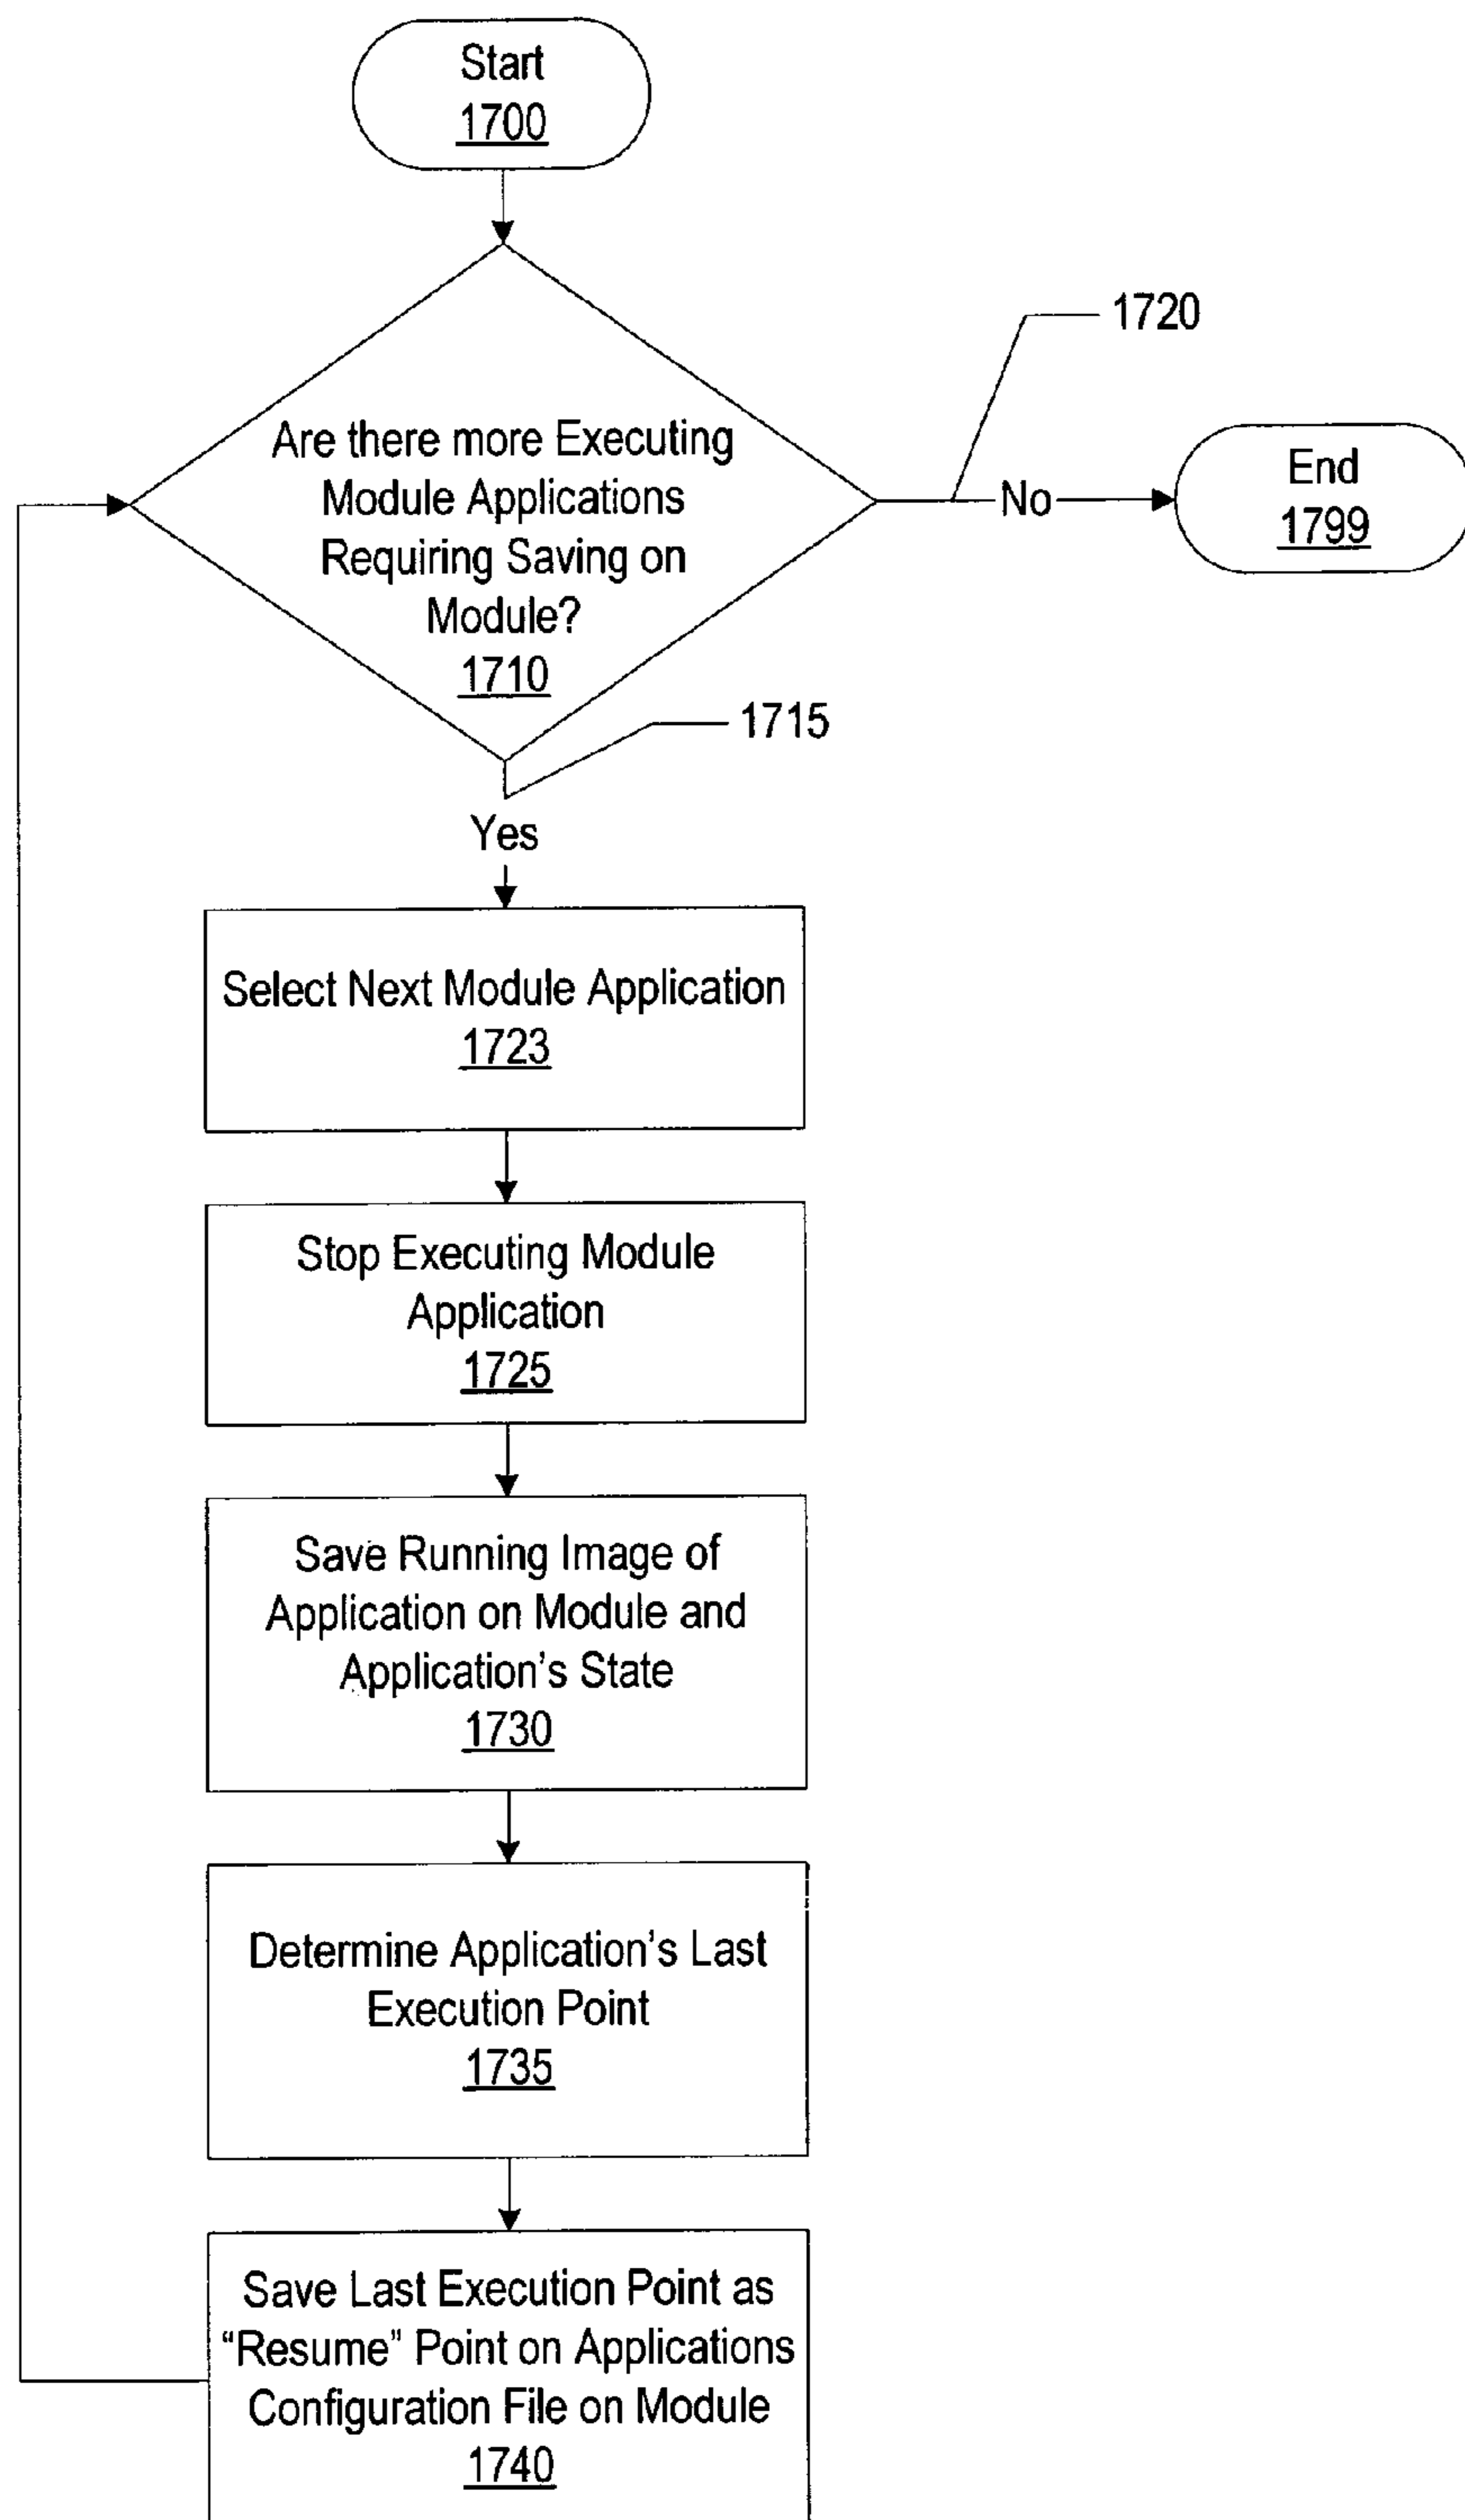 Start
1700
1720
Are there more Executing
Module Applications
Requiring Saving on
Module?
1710
No
End
1799
1715
Yes
Select Next Module Application
1723
Stop Executing Module
Application
1725
Save Running Image of
Application on Module and
Application's State
1730
Determine Application's Last
Execution Point
1735
Save Last Execution Point as
“Resume” Point on Applications
Configuration File on Module
1740